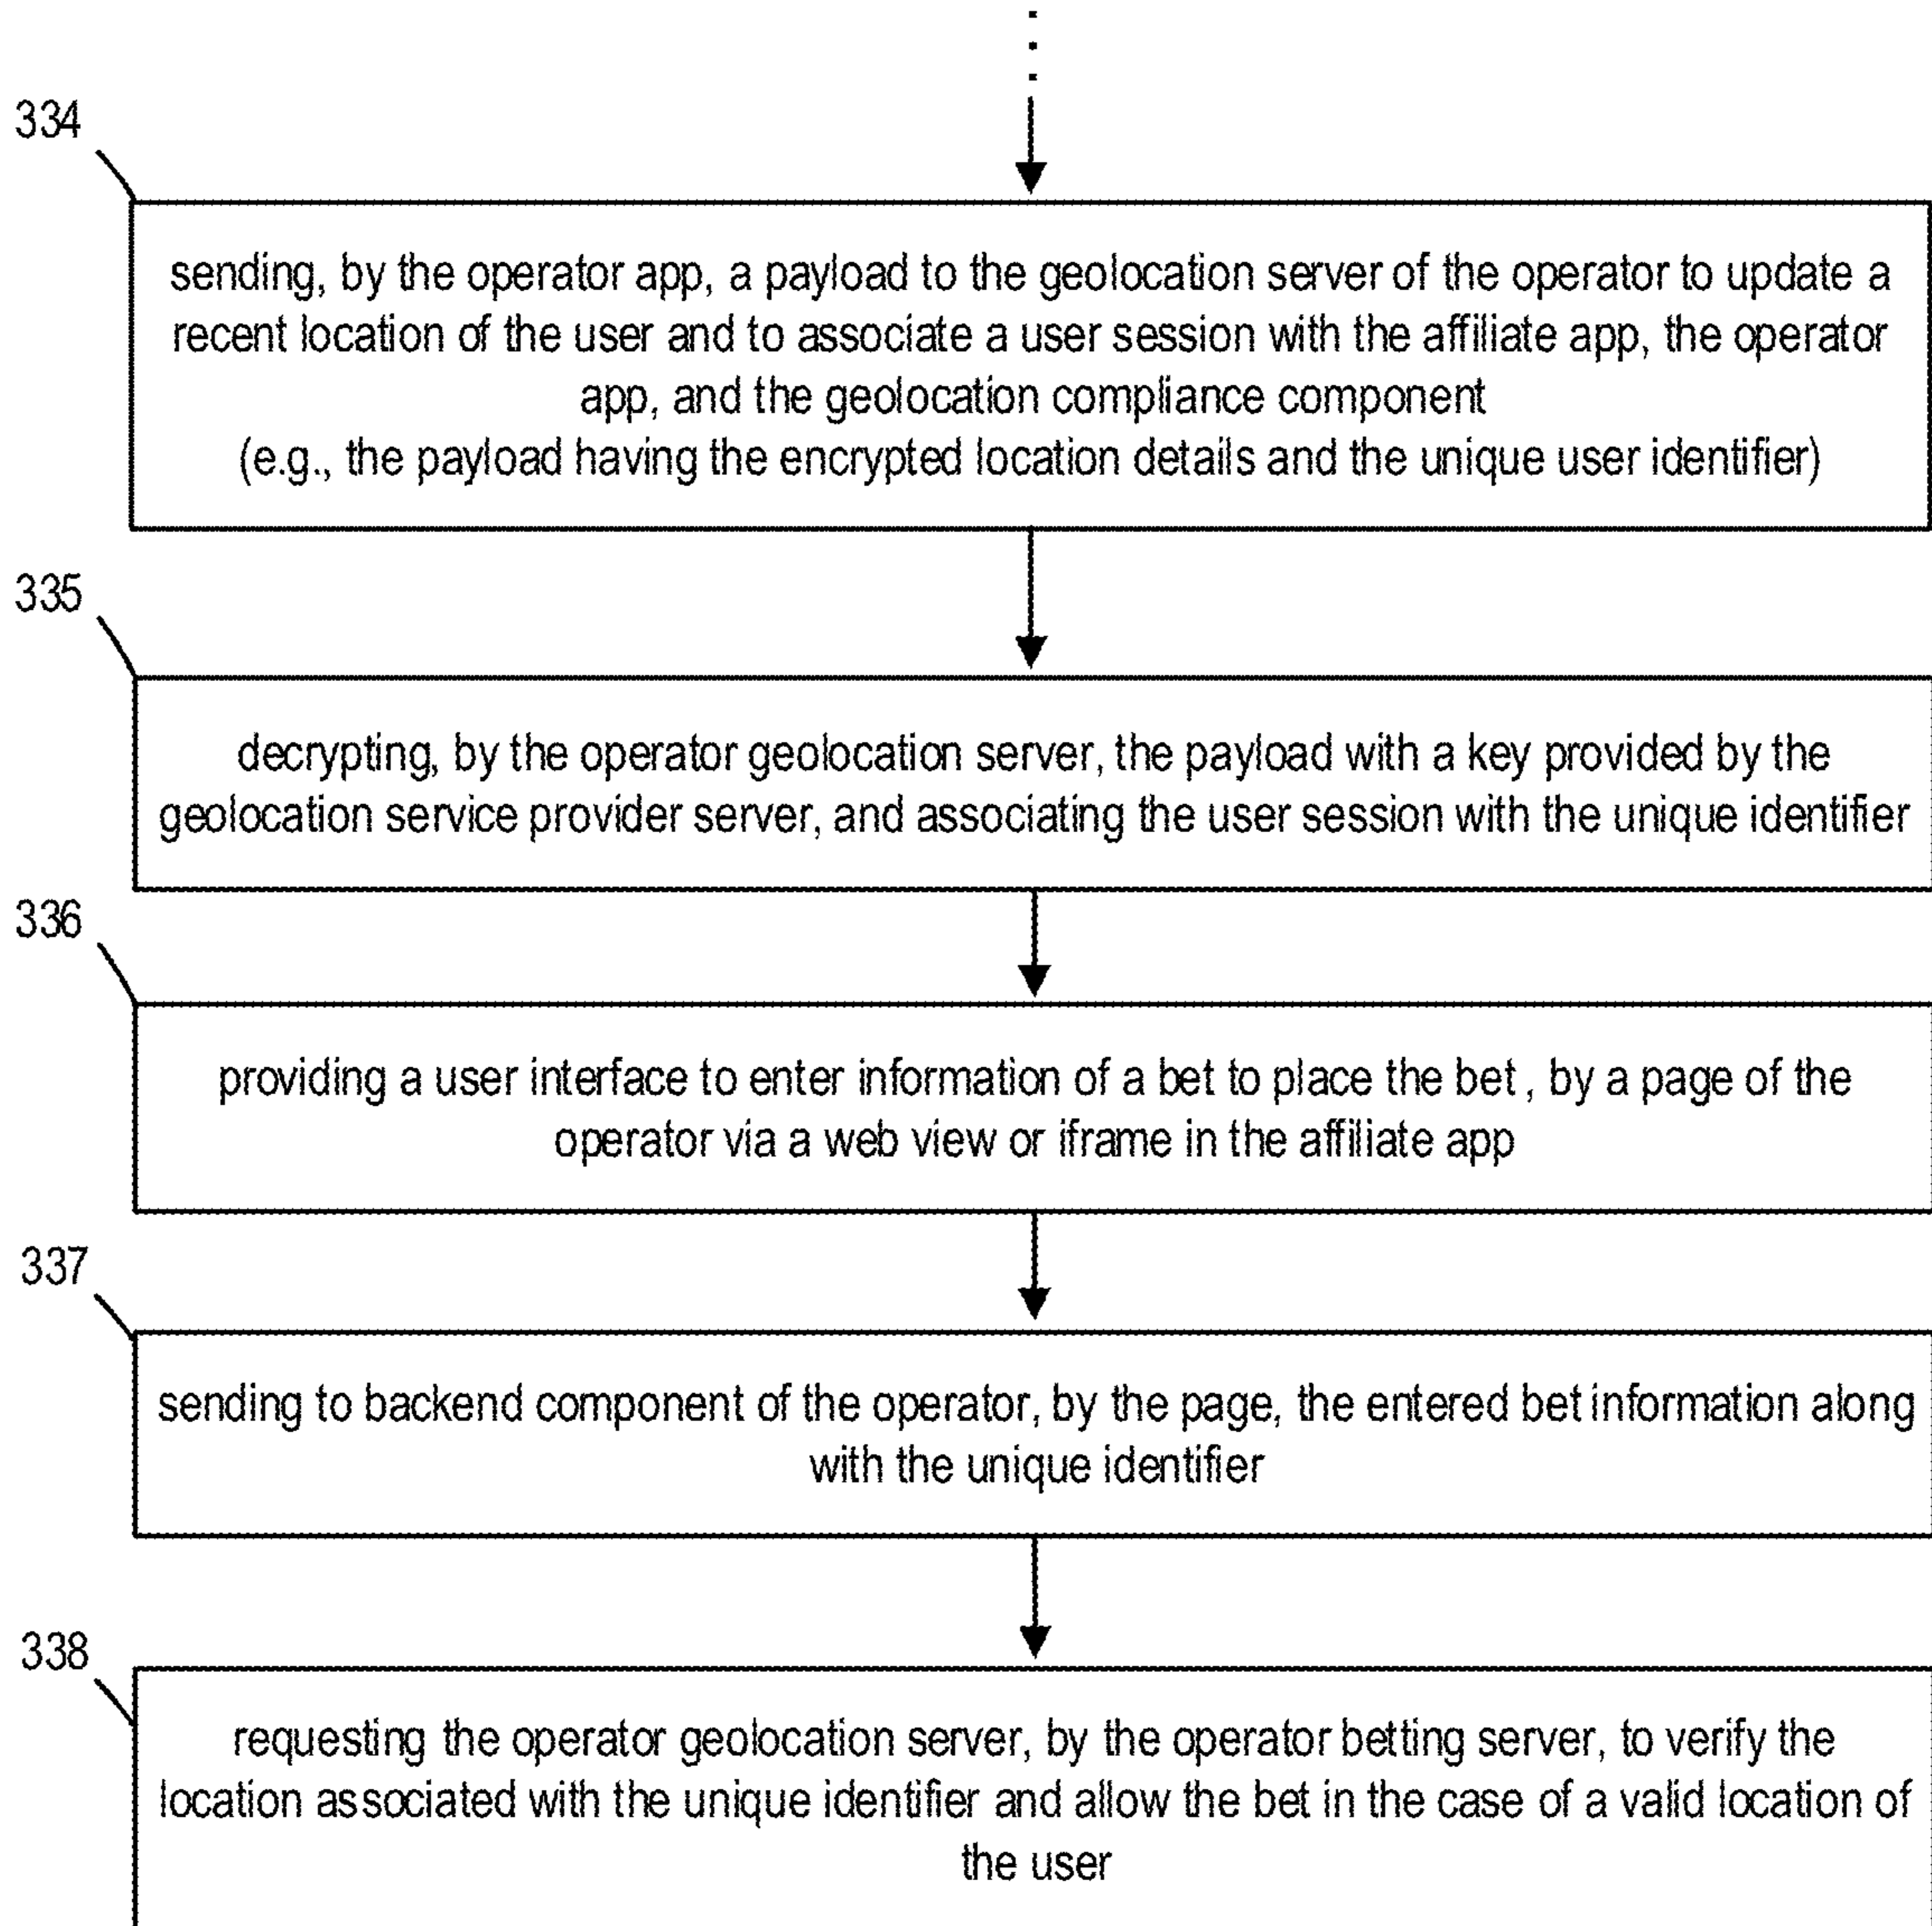 334
sending, by the operator app, a payload to the geolocation server of the operator to update a
recent location of the user and to associate a user session with the affiliate app, the operator
app, and the geolocation compliance component
(e.g., the payload having the encrypted location details and the unique user identifier)
335
decrypting, by the operator geolocation server, the payload with a key provided by the
geolocation service provider server, and associating the user session with the unique identifier
336
providing a user interface to enter information of a bet to place the bet , by a page of the
operator via a web view or iframe in the affiliate app
337
sending to backend component of the operator, by the page, the entered bet information along
with the unique identifier
338
requesting the operator geolocation server, by the operator betting server, to verify the
location associated with the unique identifier and allow the bet in the case of a valid location of
the user